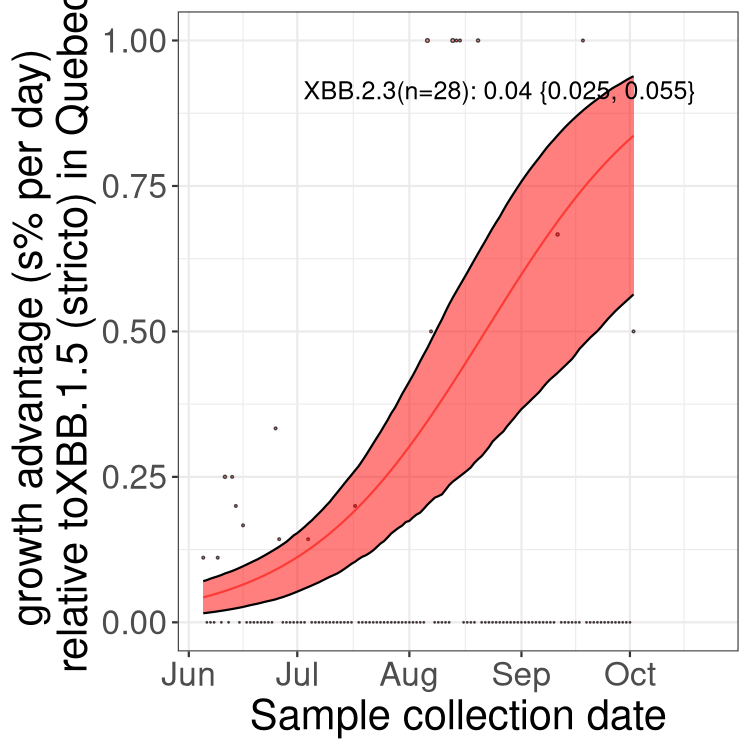 growth advantage (s% per day)
relative toXBB.1.5 (stricto) in Quebec
1.00
0.75
0.50
0.25
0.00
XBB.2.3(n=28): 0.04 {0.025, 0.055}
Jun Jul Aug Sep Oct
Sample collection date